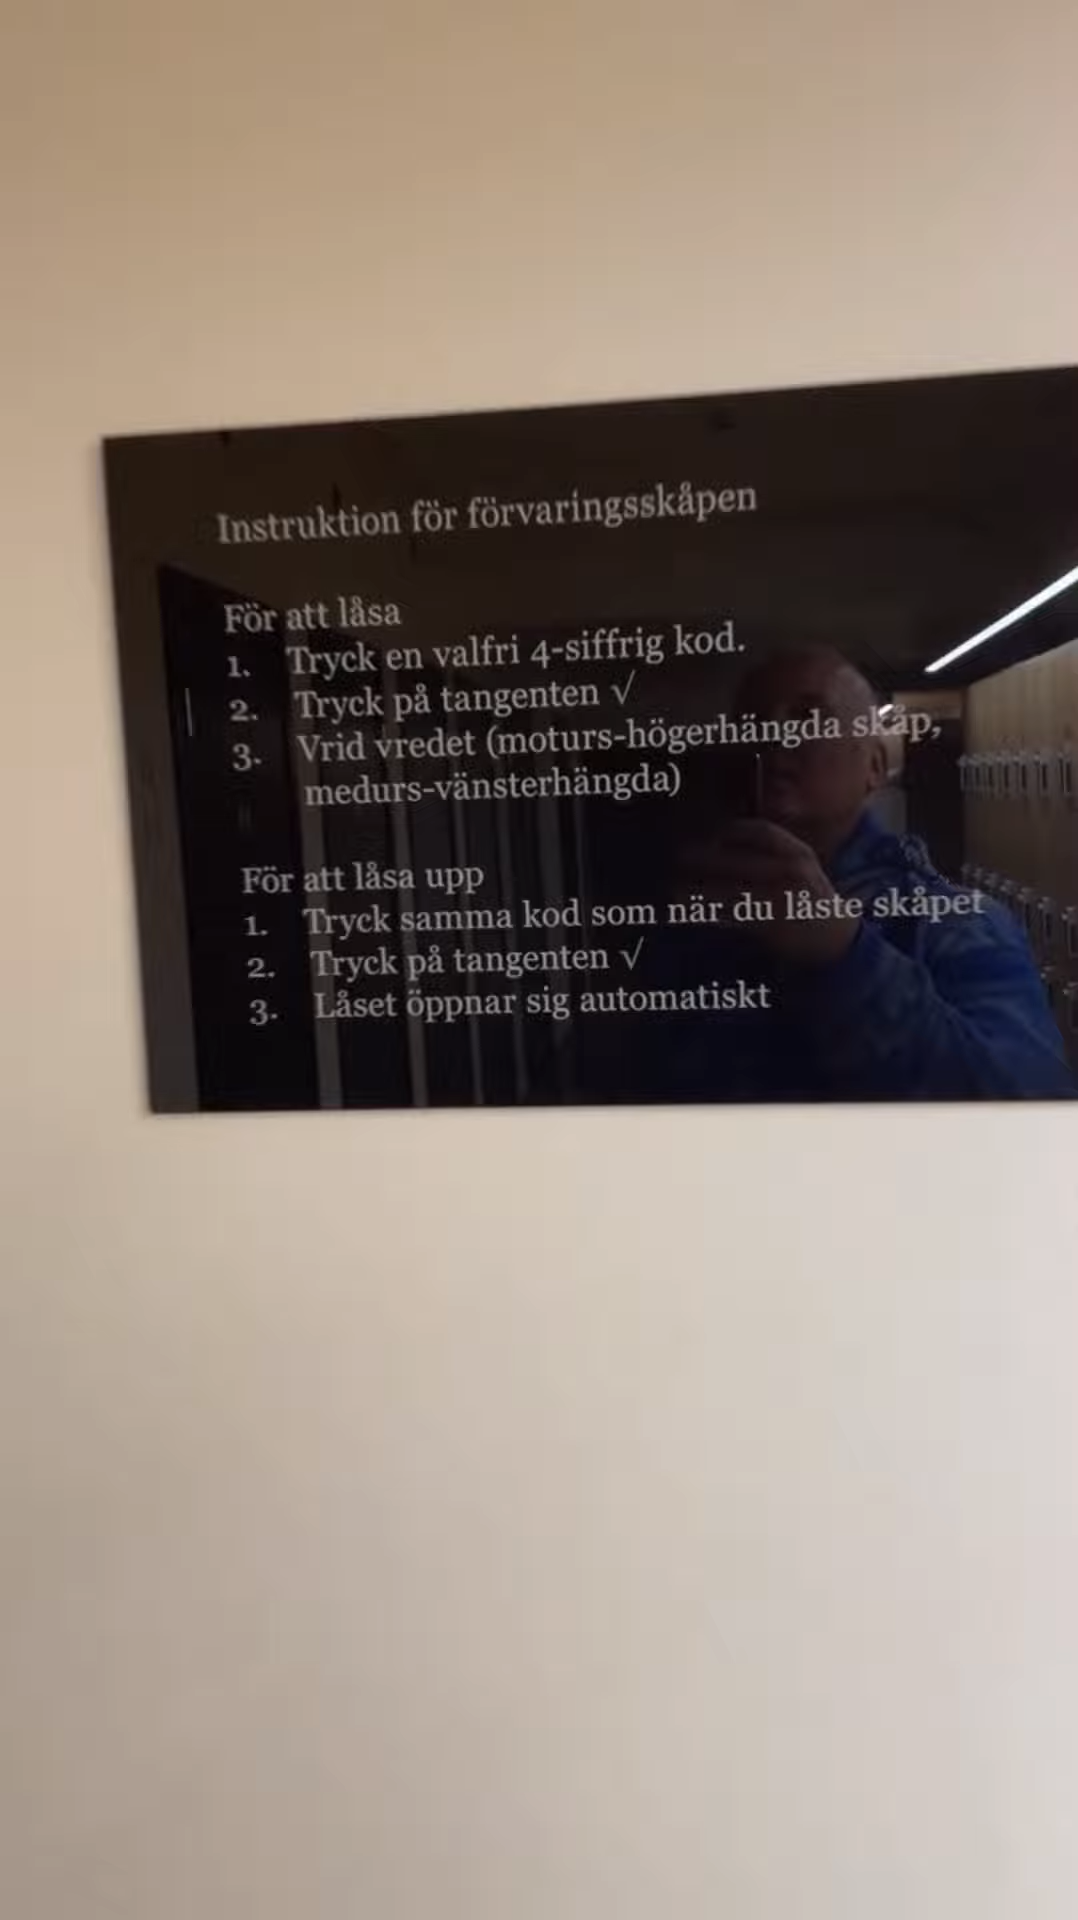 Instruktion för förvaringsskåpen
För att låsa
1. Tryck en valfri 4-siffrig kod.
2. Tryck på tangenten √
3. Vrid vredet (moturs-högerhängda skåp,
medurs-vänsterhängda)
För att låsa upp
1. Tryck samma kod som när du låste skåpet
2. Tryck på tangenten √
3. Låset öppnar sig automatiskt